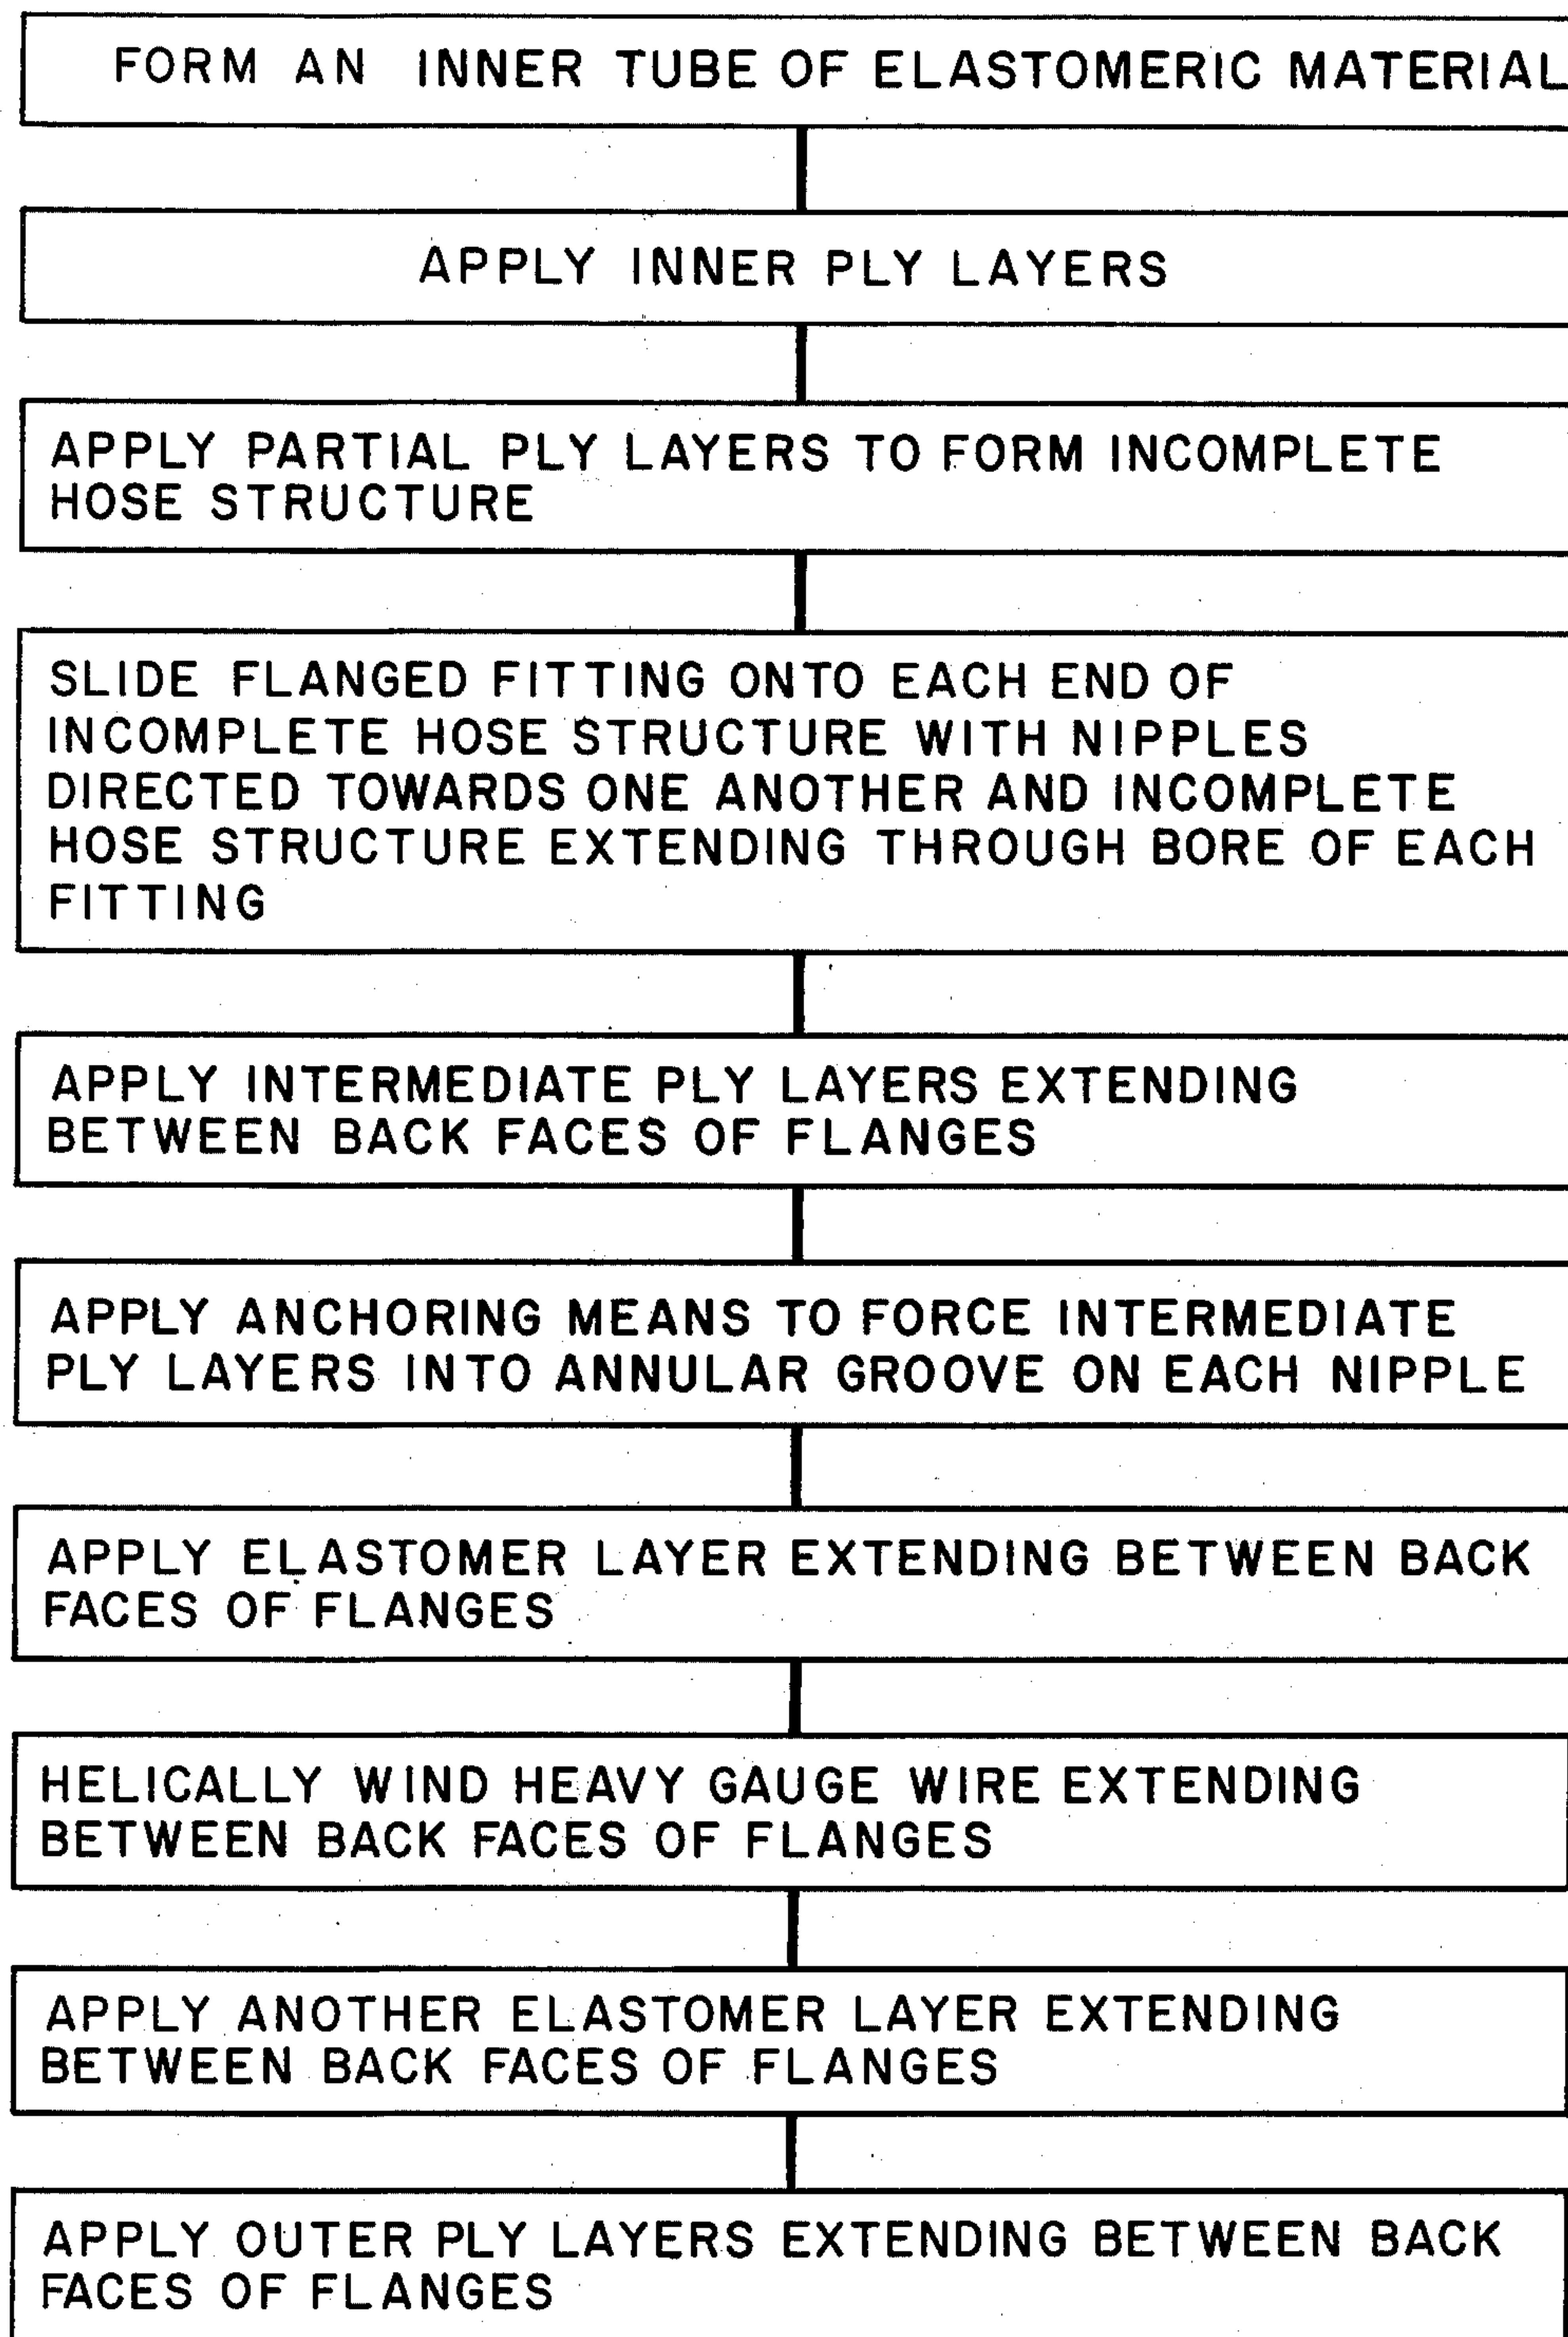 FORM AN INNER TUBE OF ELASTOMERIC MATERIAL
APPLY INNER PLY LAYERS
APPLY PARTIAL PLY LAYERS TO FORM INCOMPLETE
HOSE STRUCTURE
SLIDE FLANGED FITTING ONTO EACH END OF
INCOMPLETE HOSE STRUCTURE WITH NIPPLES
DIRECTED TOWARDS ONE ANOTHER AND INCOMPLETE
HOSE STRUCTURE EXTENDING THROUGH BORE OF EACH
FITTING
APPLY INTERMEDIATE PLY LAYERS EXTENDING
BETWEEN BACK FACES OF FLANGES
APPLY ANCHORING MEANS TO FORCE INTERMEDIATE
PLY LAYERS INTO ANNULAR GROOVE ON EACH NIPPLE
APPLY ELASTOMER LAYER EXTENDING BETWEEN BACK
FACES OF FLANGES
HELICALLY WIND HEAVY GAUGE WIRE EXTENDING
BETWEEN BACK FACES OF FLANGES
APPLY ANOTHER ELASTOMER LAYER EXTENDING
BETWEEN BACK FACES OF FLANGES
APPLY OUTER PLY LAYERS EXTENDING BETWEEN BACK
FACES OF FLANGES